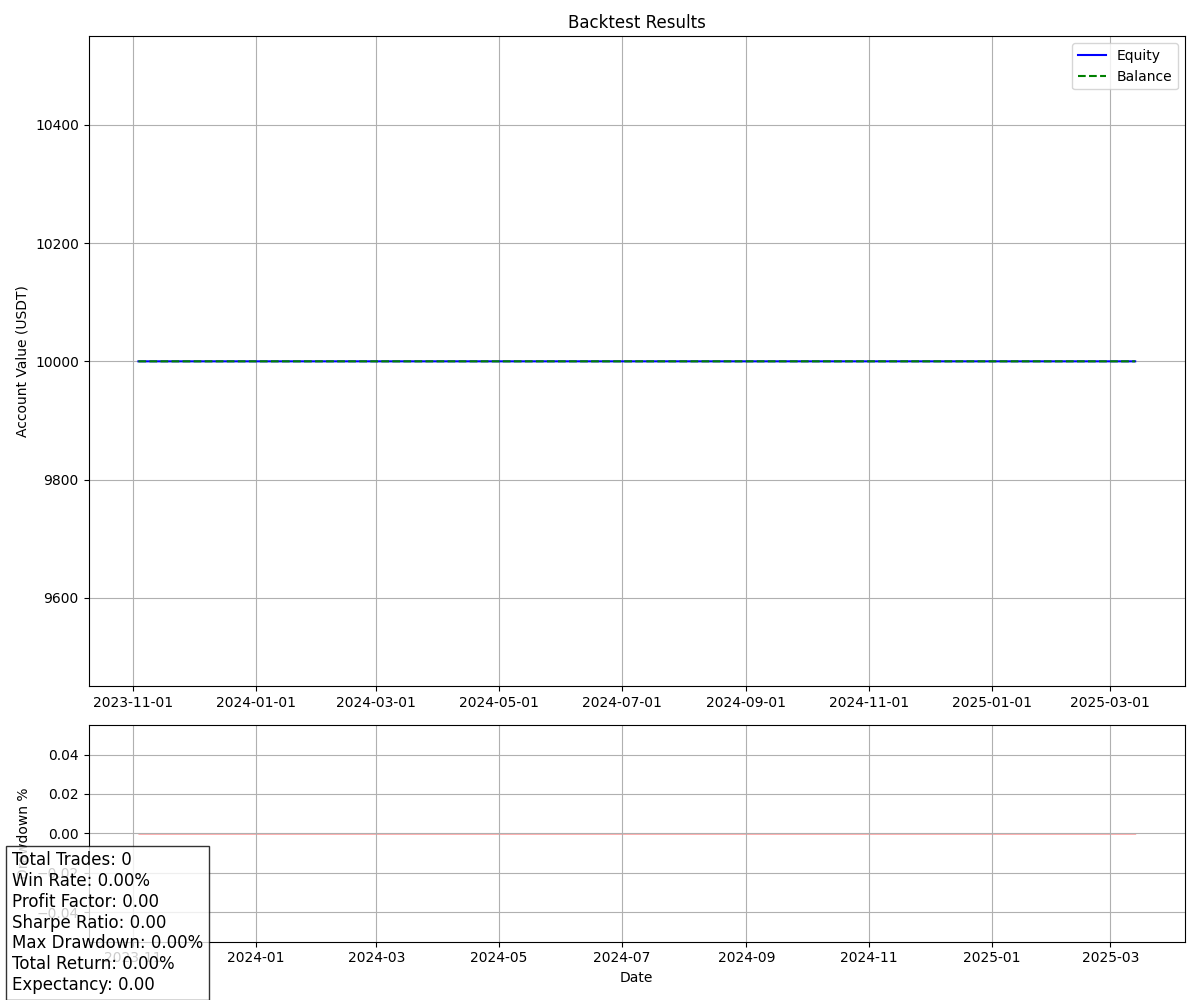 Backtest Results
Equity
Balance
Account Value (USDT)
10400
10200
10000
9800
9600
2023-11-01 2024-01-01 2024-03-01 2024-05-01 2024-07-01 2024-09-01 2024-11-01 2025-01-01 2025-03-01
0.04
0.02
0.00
Total Trades: 0
Win Rate: 0.00%
Profit Factor: 0.00
Sharpe Ratio: 0.00
Max Drawdown: 0.00%
Total Return: 0.00%
Expectancy: 0.00
2024-01 2024-03 2024-05 2024-07 2024-09 2024-11 2025-01 2025-03
Date